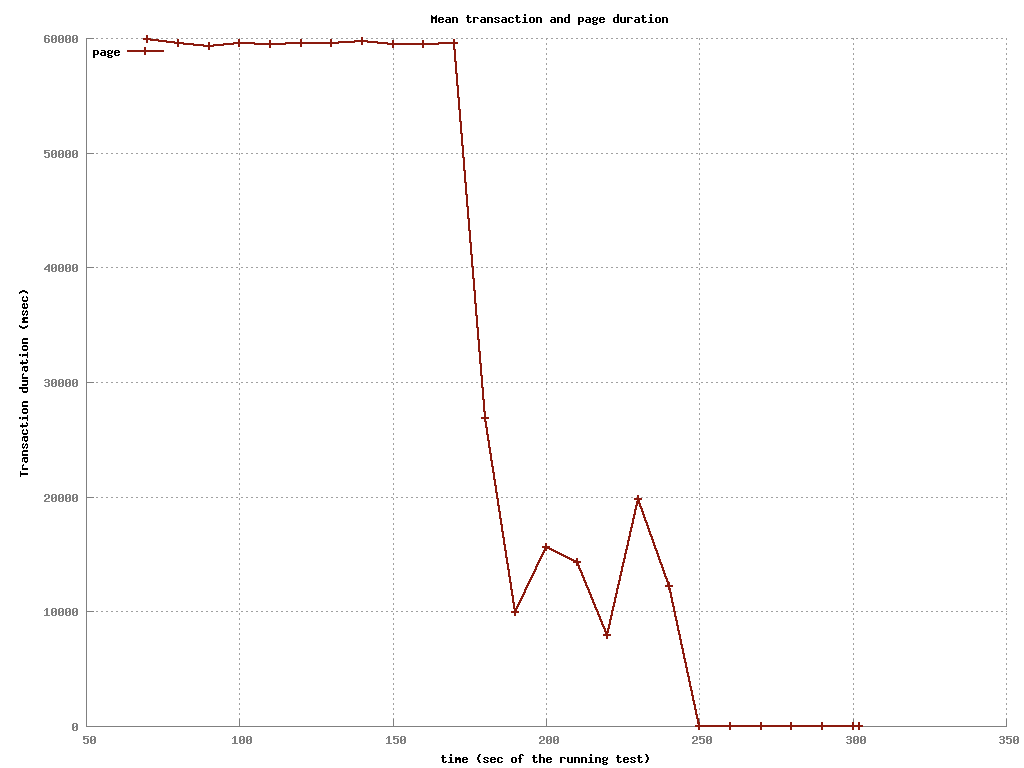 Mean transaction and page duration
page
60000
50000
40000
30000
20000
10000
0
Transaction duration (msec)
50 100 150 200 250 300 350
time (sec of the running test)